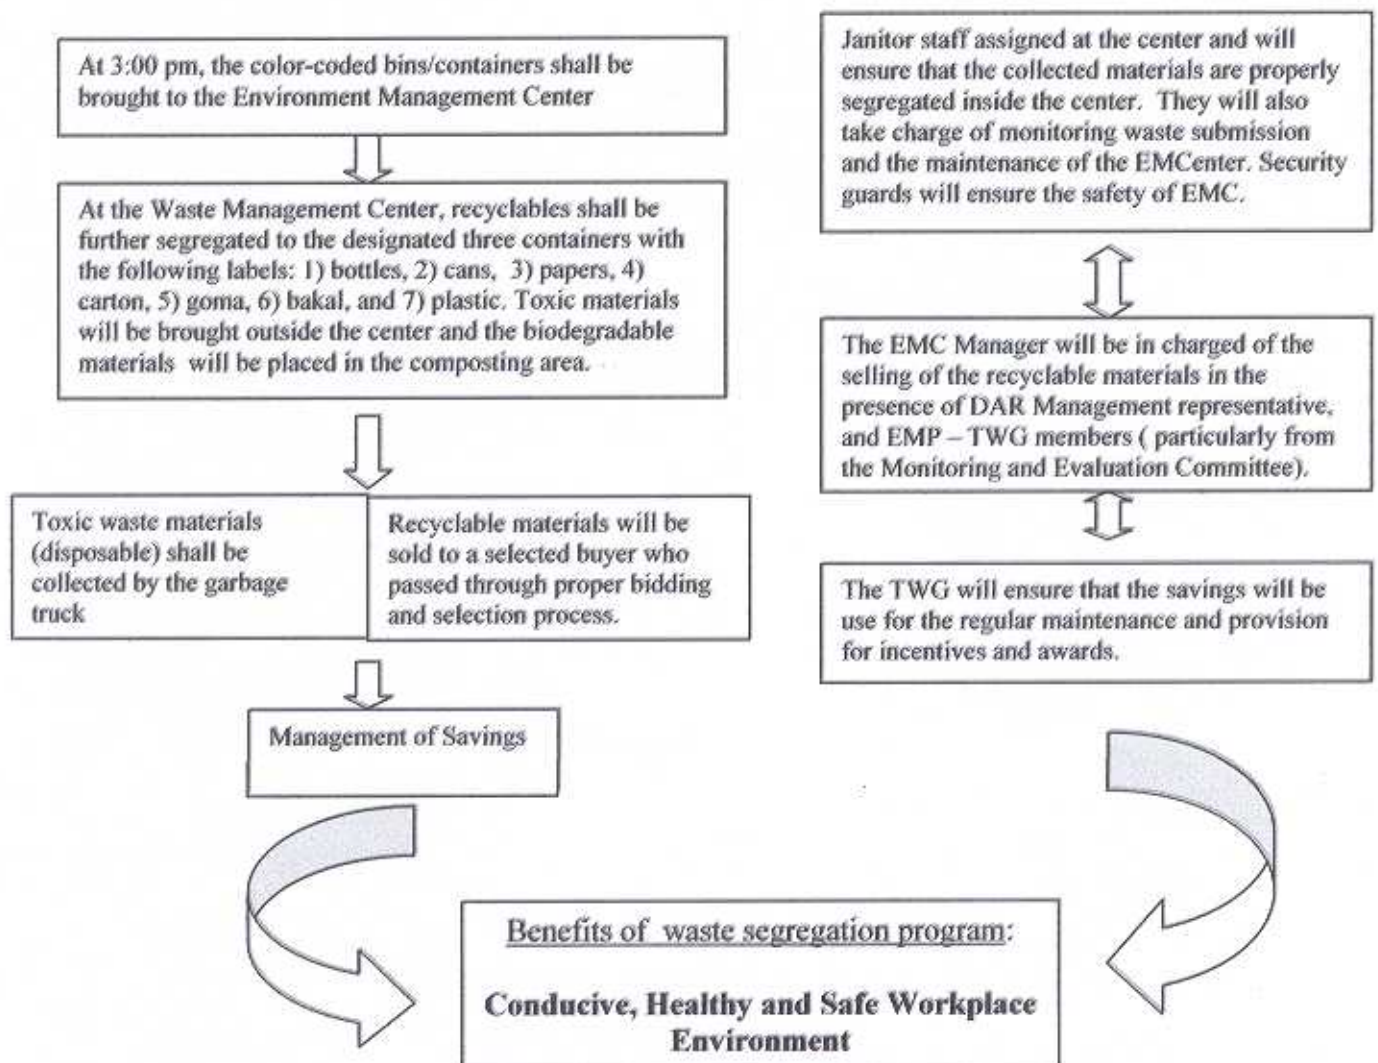 At 3:00 pm, the color-coded bins/containers shall be
brought to the Environment Management Center
At the Waste Management Center, recyclables shall be
further segregated to the designated three containers with
the following labels: 1) bottles, 2) cans, 3) papers, 4)
carton, 5) goma, 6) bakal, and 7) plastic. Toxic materials
will be brought outside the center and the biodegradable
materials will be placed in the composting area.
Toxic waste materials
(disposable) shall be
collected by the garbage
truck
Recyclable materials will be
sold to a selected buyer who
passed through proper bidding
and selection process.
Management of Savings
Janitor staff assigned at the center and will
ensure that the collected materials are properly
segregated inside the center. They will also
take charge of monitoring waste submission
and the maintenance of the EMCenter. Security
guards will ensure the safety of EMC.
The EMC Manager will be in charged of the
selling of the recyclable materials in the
presence of DAR Management representative,
and EMP – TWG members ( particularly from
the Monitoring and Evaluation Committee).
The TWG will ensure that the savings will be
use for the regular maintenance and provision
for incentives and awards.
Benefits of waste segregation program:
Conducive, Healthy and Safe Workplace
Environment